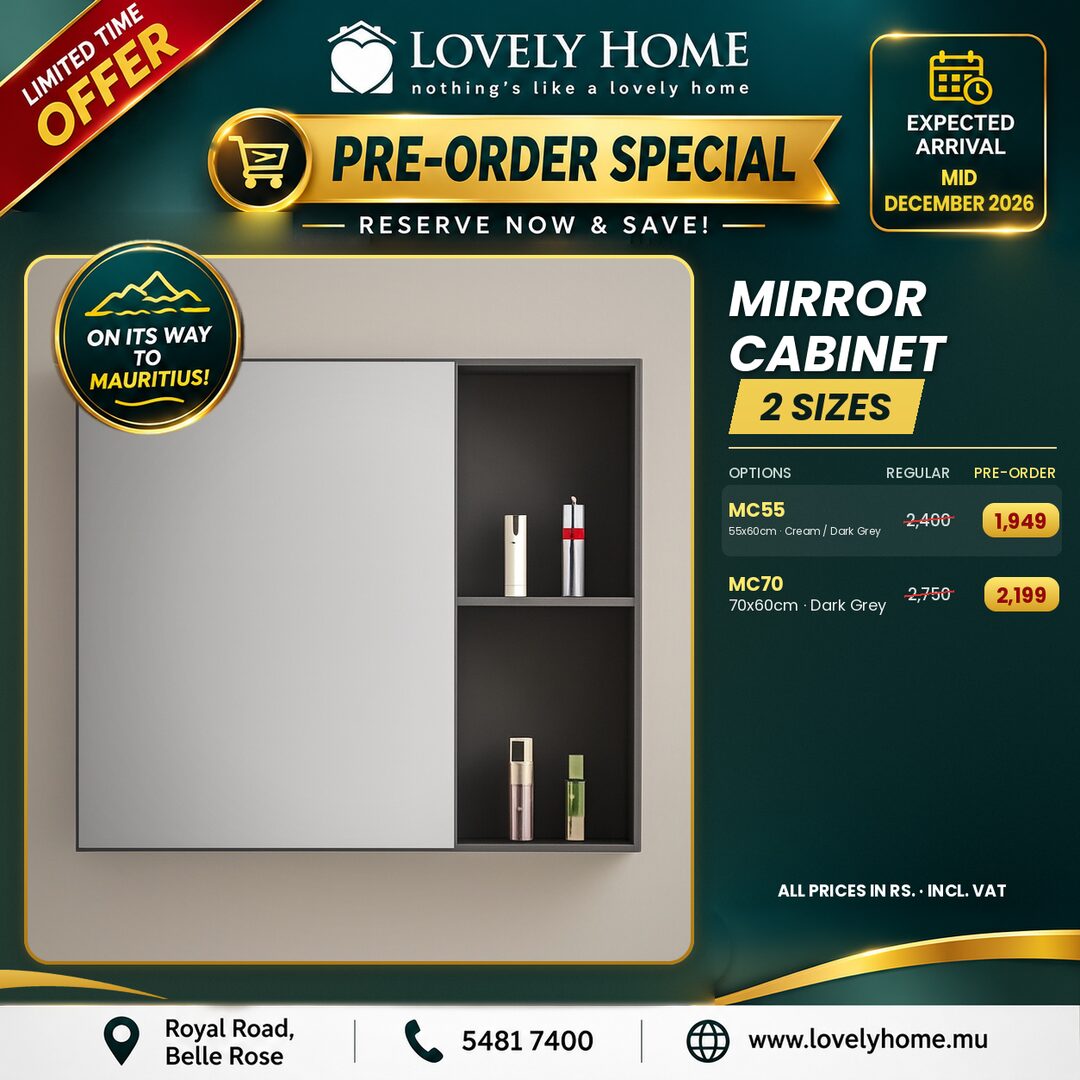 LIMITED TIME
OFFER
LOVELY HOME
nothing's like a lovely home
PRE-ORDER SPECIAL
RESERVE NOW & SAVE!
EXPECTED
ARRIVAL
MID
DECEMBER 2026
ON ITS WAY
TO
MAURITIUS!
MIRROR
CABINET
2 SIZES
OPTIONS REGULAR PRE-ORDER
MC55 2,400 1,949
55x60cm · Cream / Dark Grey
MC70 2,750 2,199
70x60cm · Dark Grey
ALL PRICES IN RS. · INCL. VAT
Royal Road,
Belle Rose
5481 7400
www.lovelyhome.mu